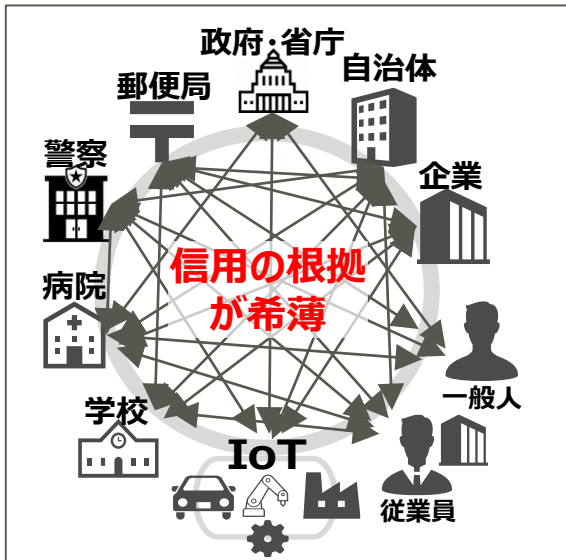 政府・省庁
郵便局
自治体
警察
企業
信用の根拠
が希薄
病院
一般人
学校
IoT
従業員